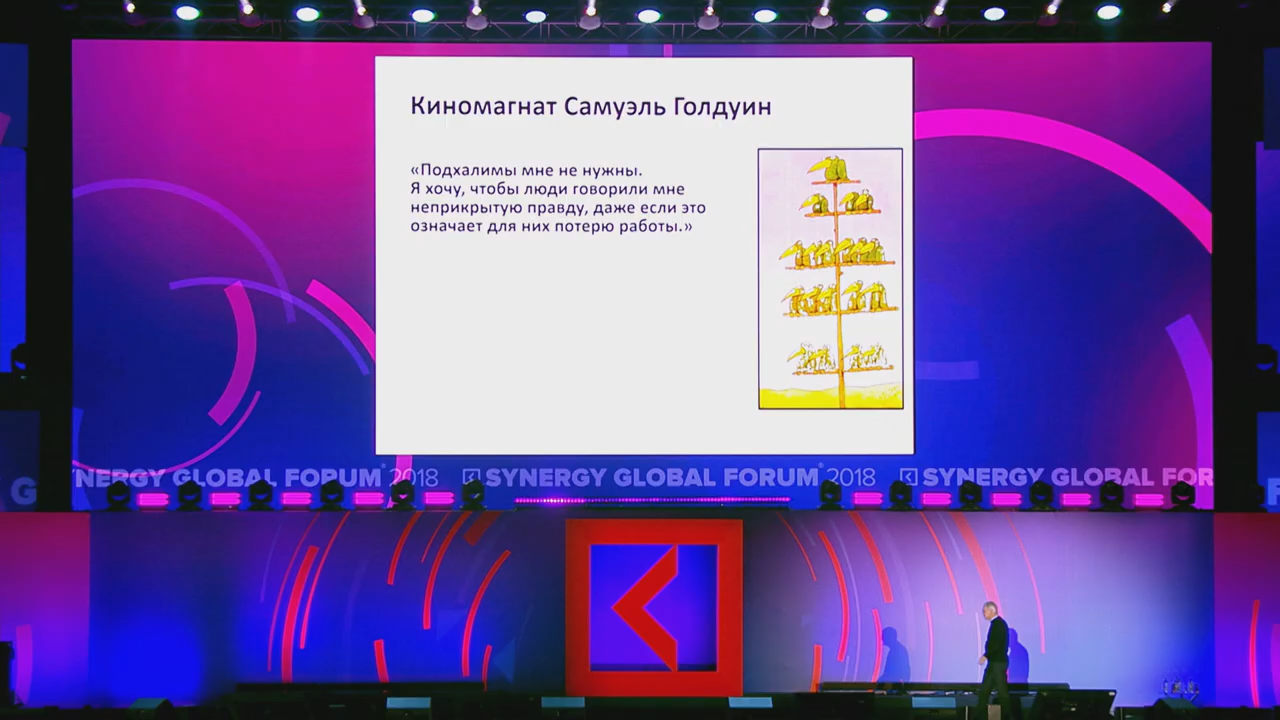 Киномагнат Самуэль Голдуин
«Подхалимы мне не нужны.
Я хочу, чтобы люди говорили мне
неприкрытую правду, даже если это
означает для них потерю работы.»
YNERGY GLOBAL FORUM 2018 SYNERGY GLOBAL FORUM 2018 SYNERGY GLOBAL FOR